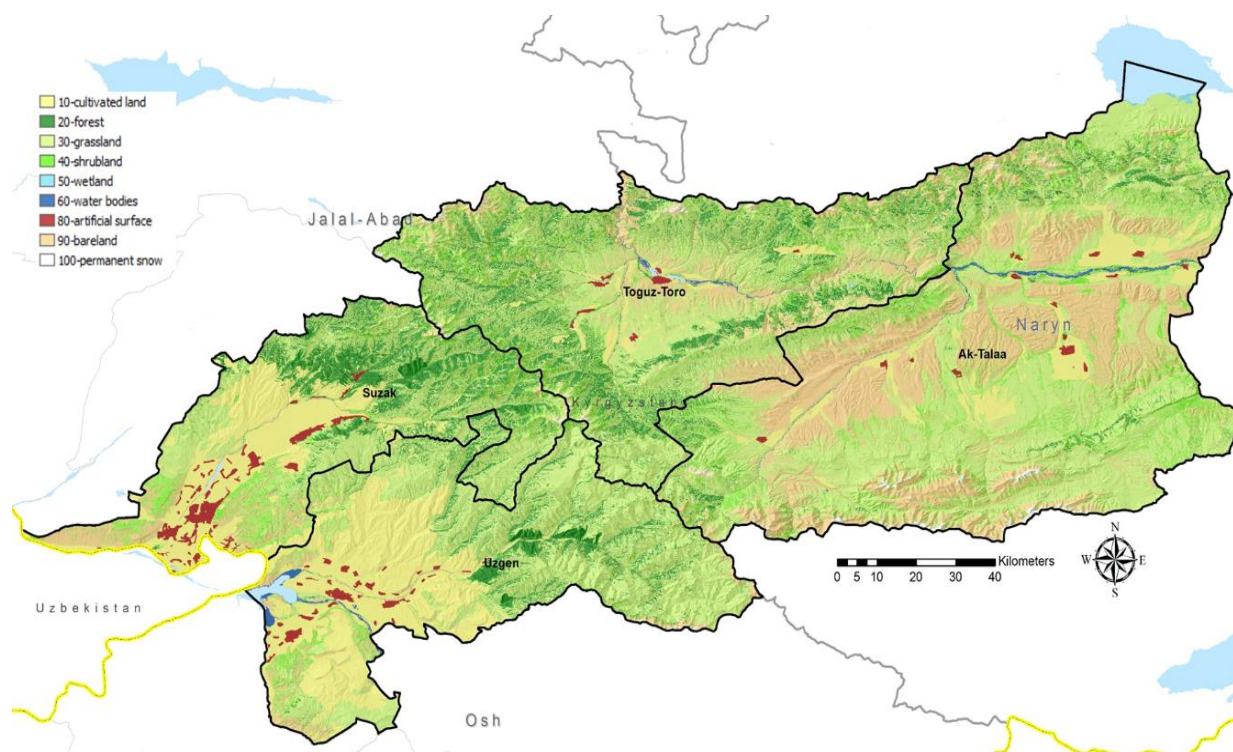 10-cultivated land
20-forest
30-grassland
40-shrubland
50-wetland
60-water bodies
80-artificial surface
90-bareland
100-permanent snow
Jalal-Abad
Toguz-Toro
Naryn
Ak-Talaa
Suzak
Kyrgyzstan
Uzgen
Uzbekistan
Osh
N
W E
S
Kilometers
0 5 10 20 30 40